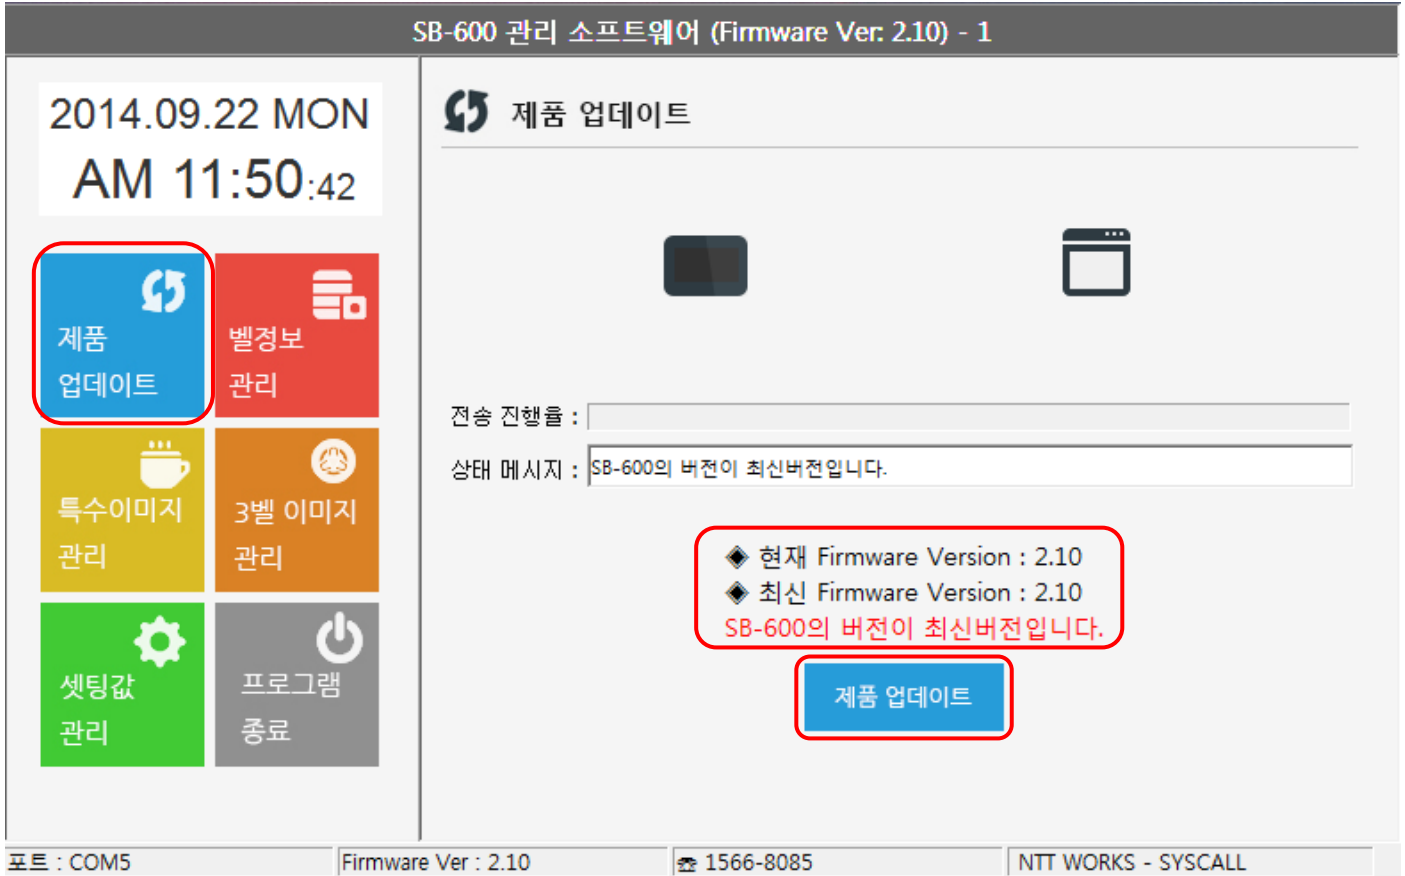 SB-600 관리 소프트웨어 (Firmware Ver: 2.10) - 1
2014.09.22 MON
AM 11:50:42
제품
업데이트
벨정보
관리
특수이미지
관리
3벨 이미지
관리
셋팅값
관리
프로그램
종료
제품 업데이트
전송 진행율 :
상태 메시지 : SB-600의 버전이 최신버전입니다.
◈ 현재 Firmware Version : 2.10
◈ 최신 Firmware Version : 2.10
SB-600의 버전이 최신버전입니다.
제품 업데이트
포트 : COM5
Firmware Ver : 2.10
☎ 1566-8085
NTT WORKS - SYSCALL